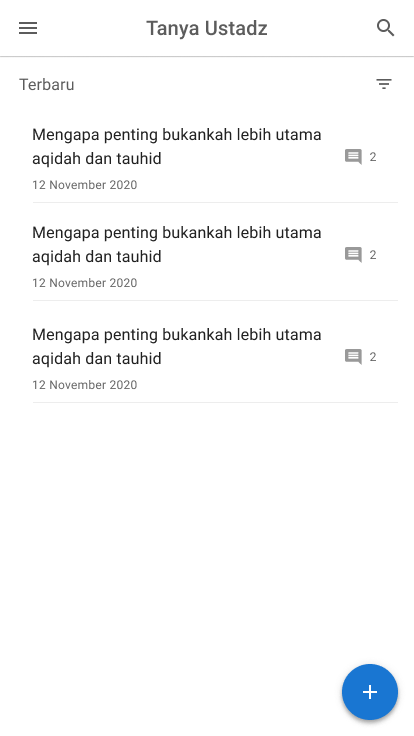 Tanya Ustadz
Terbaru
Mengapa penting bukankah lebih utama
aqidah dan tauhid
2
12 November 2020
Mengapa penting bukankah lebih utama
aqidah dan tauhid
2
12 November 2020
Mengapa penting bukankah lebih utama
aqidah dan tauhid
2
12 November 2020